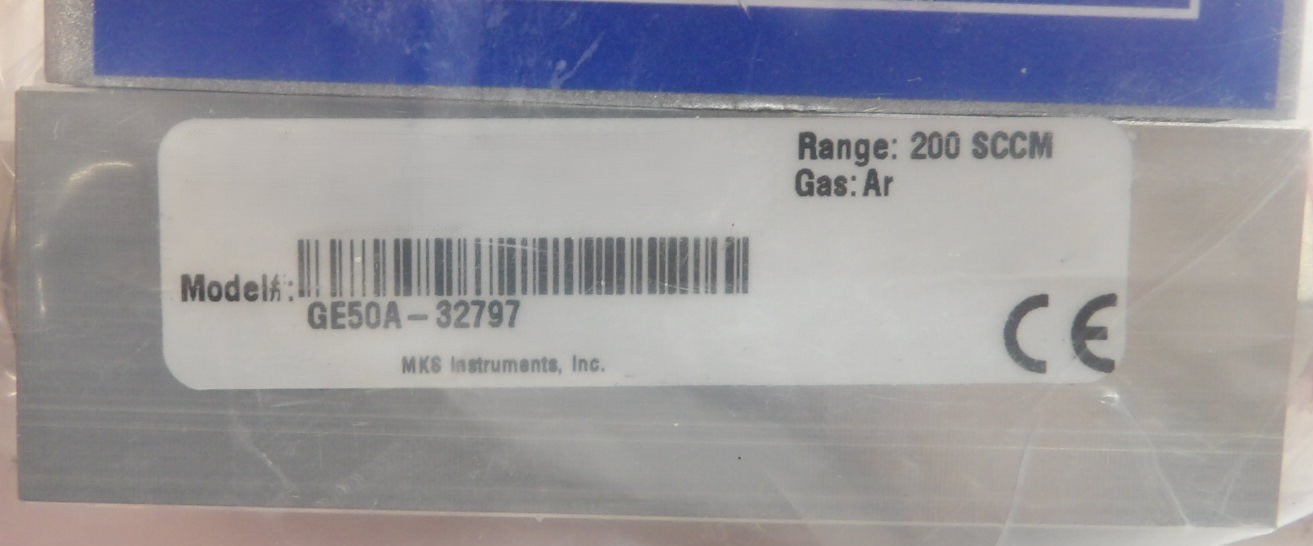 Range: 200 SCCM
Gas: Ar
Model#:
GE50A-32797
MKS Instruments, Inc.
CE